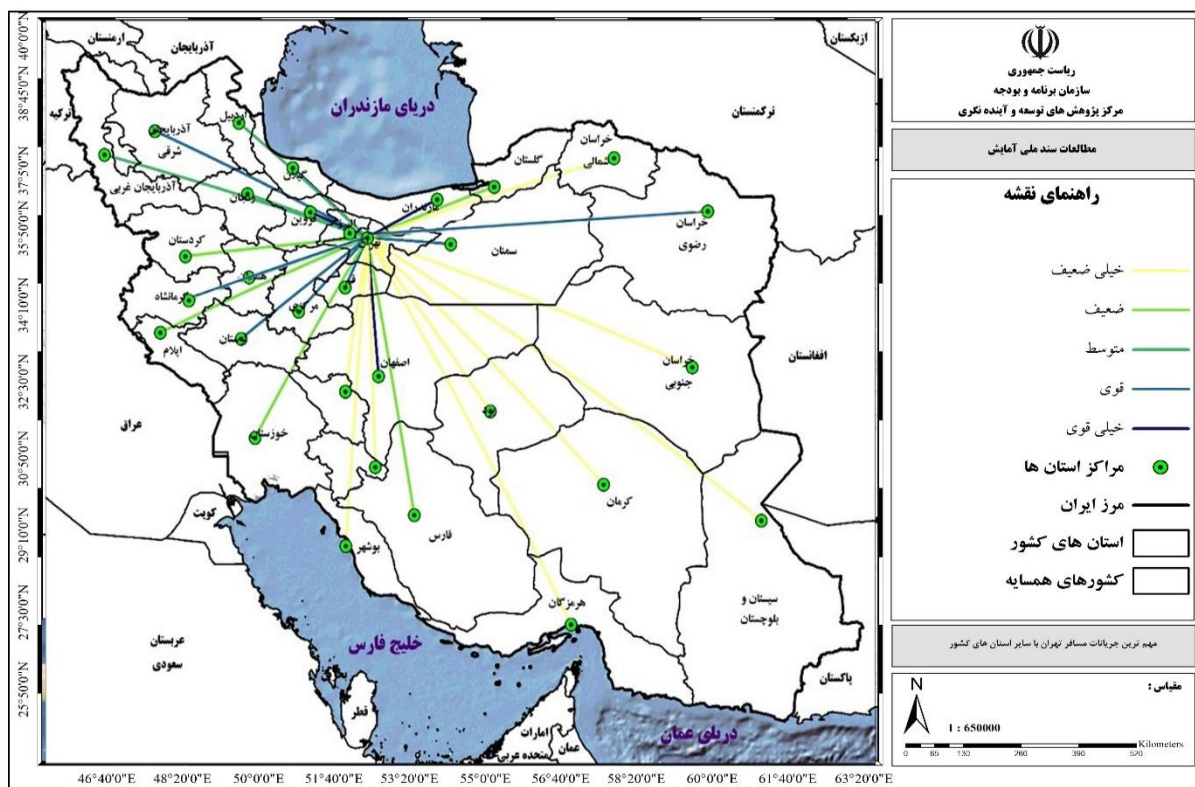 ریاست جمهوری
سازمان برنامه و بودجه
مرکز پژوهش های توسعه و آینده نگری
مطالعات سند ملی آمایش
راهنمای نقشه
خیلی ضعیف
ضعیف
متوسط
قوی
خیلی قوی
مراکز استان ها
مرز ایران
استان های کشور
کشورهای همسایه
مهم ترین جریانات مسافر تهران با سایر استان های کشور
مقیاس :
N
1 : 650000
Kilometers
0 65 130 260 390 520
ارمنستان
آذربایجان
ازبکستان
ترکیه
ترکمنستان
دریای مازندران
اردبیل
آذربایجان
شرقی
خراسان
شمالی
گلستان
گیلان
آذربایجان غربی
زنجان
مازندران
قزوین
خراسان
رضوی
کردستان
سمنان
مرکزی
ایلام
اصفهان
خراسان
جنوبی
افغانستان
عراق
خوزستان
کرمان
کویت
فارس
بوشهر
هرمزگان
سیستان و
بلوچستان
خلیج فارس
عربستان
سعودی
بحرین
قطر
پاکستان
امارات
متحده عربی
عمان
دریای عمان
40°0'0"N
38°45'0"N
37°5'0"N
35°50'0"N
34°10'0"N
32°30'0"N
30°50'0"N
29°10'0"N
27°30'0"N
25°50'0"N
46°40'0"E 48°20'0"E 50°0'0"E 51°40'0"E 53°20'0"E 55°0'0"E 56°40'0"E 58°20'0"E 60°0'0"E 61°40'0"E 63°20'0"E